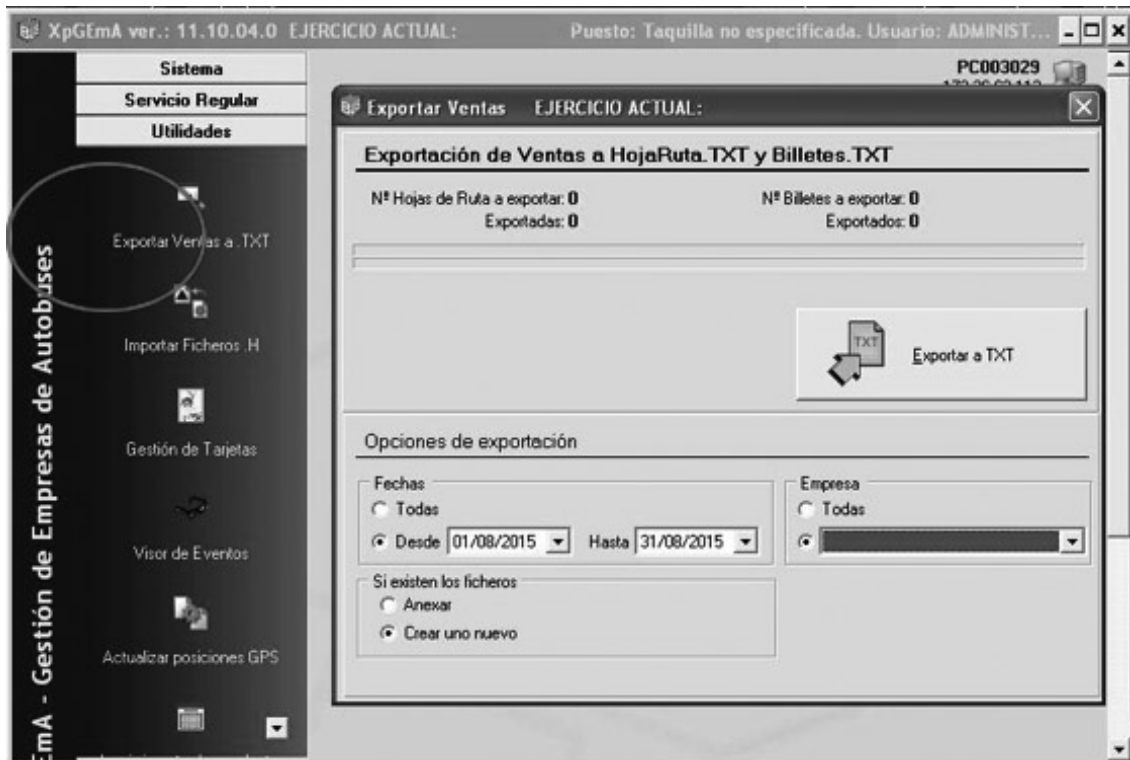 XpGEmA ver.: 11.10.04.0 EJERCICIO ACTUAL: Puesto: Taquilla no especificada. Usuario: ADMINIST...
Sistema
Servicio Regular
Utilidades
Exportar Ventas a .TXT
Importar Ficheros .H
Gestión de Tarjetas
Visor de Eventos
Actualizar posiciones GPS
EmA - Gestión de Empresas de Autobuses
PC003029
Exportar Ventas EJERCICIO ACTUAL:
Exportación de Ventas a HojaRuta.TXT y Billetes.TXT
Nº Hojas de Ruta a exportar: 0 Nº Billetes a exportar: 0
Exportadas: 0 Exportados: 0
TXT
Exportar a TXT
Opciones de exportación
Fechas
Todas
Desde 01/08/2015 Hasta 31/08/2015
Empresa
Todas
Si existen los ficheros
Anexar
Crear uno nuevo